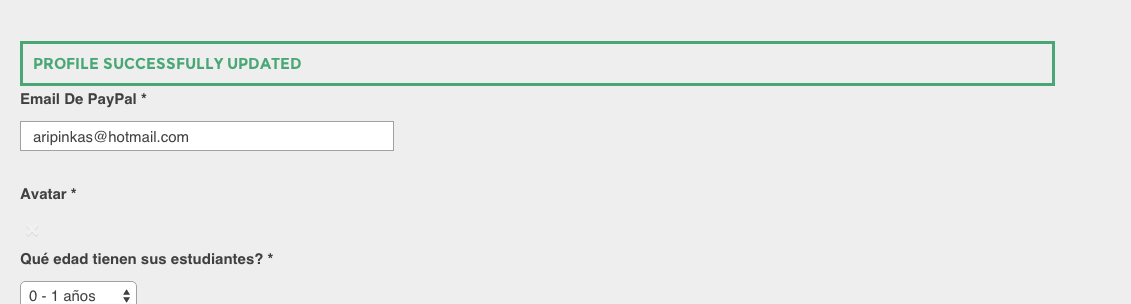 PROFILE SUCCESSFULLY UPDATED
Email De PayPal *
aripinkas@hotmail.com
Avatar *
Qué edad tienen sus estudiantes? *
0 - 1 años